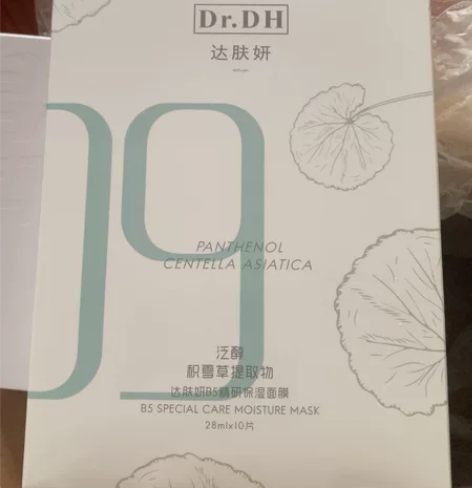 Dr.DH
达肤妍
09
PANTHENOL
CENTELLA ASIATICA
泛醇
积雪草提取物
达肤妍B5精研保湿面膜
B5 SPECIAL CARE MOISTURE MASK
28ml×10片